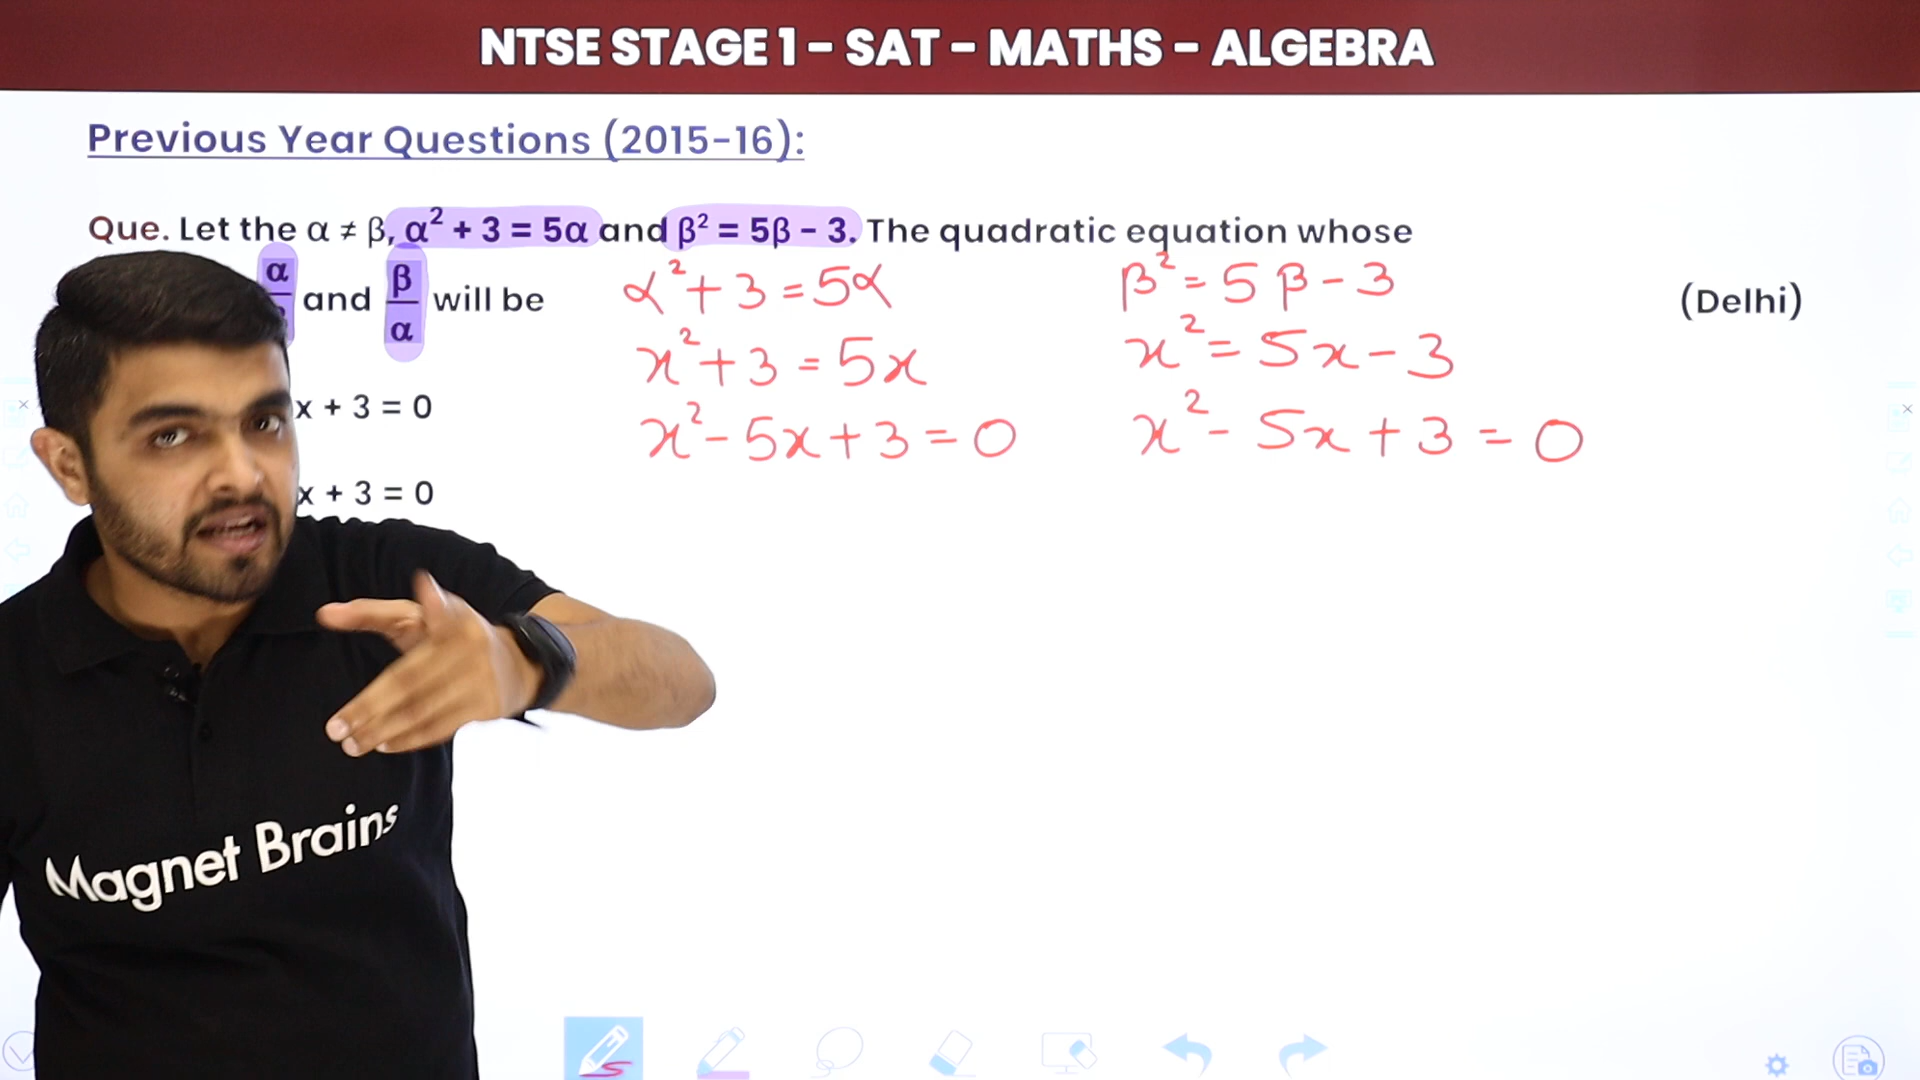 NTSE STAGE 1 – SAT – MATHS – ALGEBRA
Previous Year Questions (2015-16):
Que. Let the α ≠ β, α² + 3 = 5α and β² = 5β – 3. The quadratic equation whose
α and β/α will be
(Delhi)
α² + 3 = 5α
x² + 3 = 5x
x² - 5x + 3 = 0
β² = 5β - 3
x² = 5x - 3
x² - 5x + 3 = 0
x + 3 = 0
x + 3 = 0
Magnet Brains